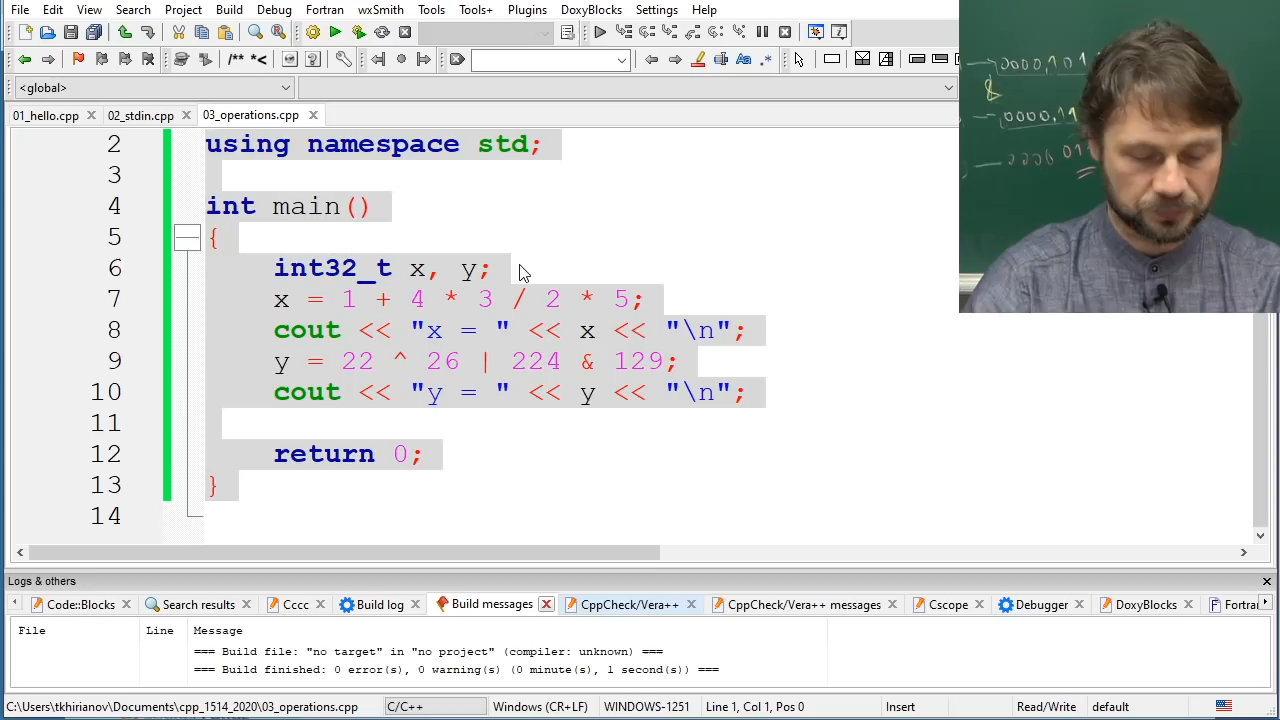 File Edit View Search Project Build Debug Fortran wxSmith Tools Tools+ Plugins DoxyBlocks Settings Help
/** *<
Aa .*
<global>
01_hello.cpp 02_stdin.cpp 03_operations.cpp
2 using namespace std;
3
4 int main()
5 {
6 int32_t x, y;
7 x = 1 + 4 * 3 / 2 * 5;
8 cout << "x = " << x << "\n";
9 y = 22 ^ 26 | 224 & 129;
10 cout << "y = " << y << "\n";
11
12 return 0;
13 }
14
Logs & others
Code::Blocks Search results Cccc Build log Build messages CppCheck/Vera++ CppCheck/Vera++ messages Cscope Debugger DoxyBlocks Fortra
File Line Message
=== Build file: "no target" in "no project" (compiler: unknown) ===
=== Build finished: 0 error(s), 0 warning(s) (0 minute(s), 1 second(s)) ===
C:\Users\tkhirianov\Documents\cpp_1514_2020\03_operations.cpp C/C++ Windows (CR+LF) WINDOWS-1251 Line 1, Col 1, Pos 0 Insert Read/Write default